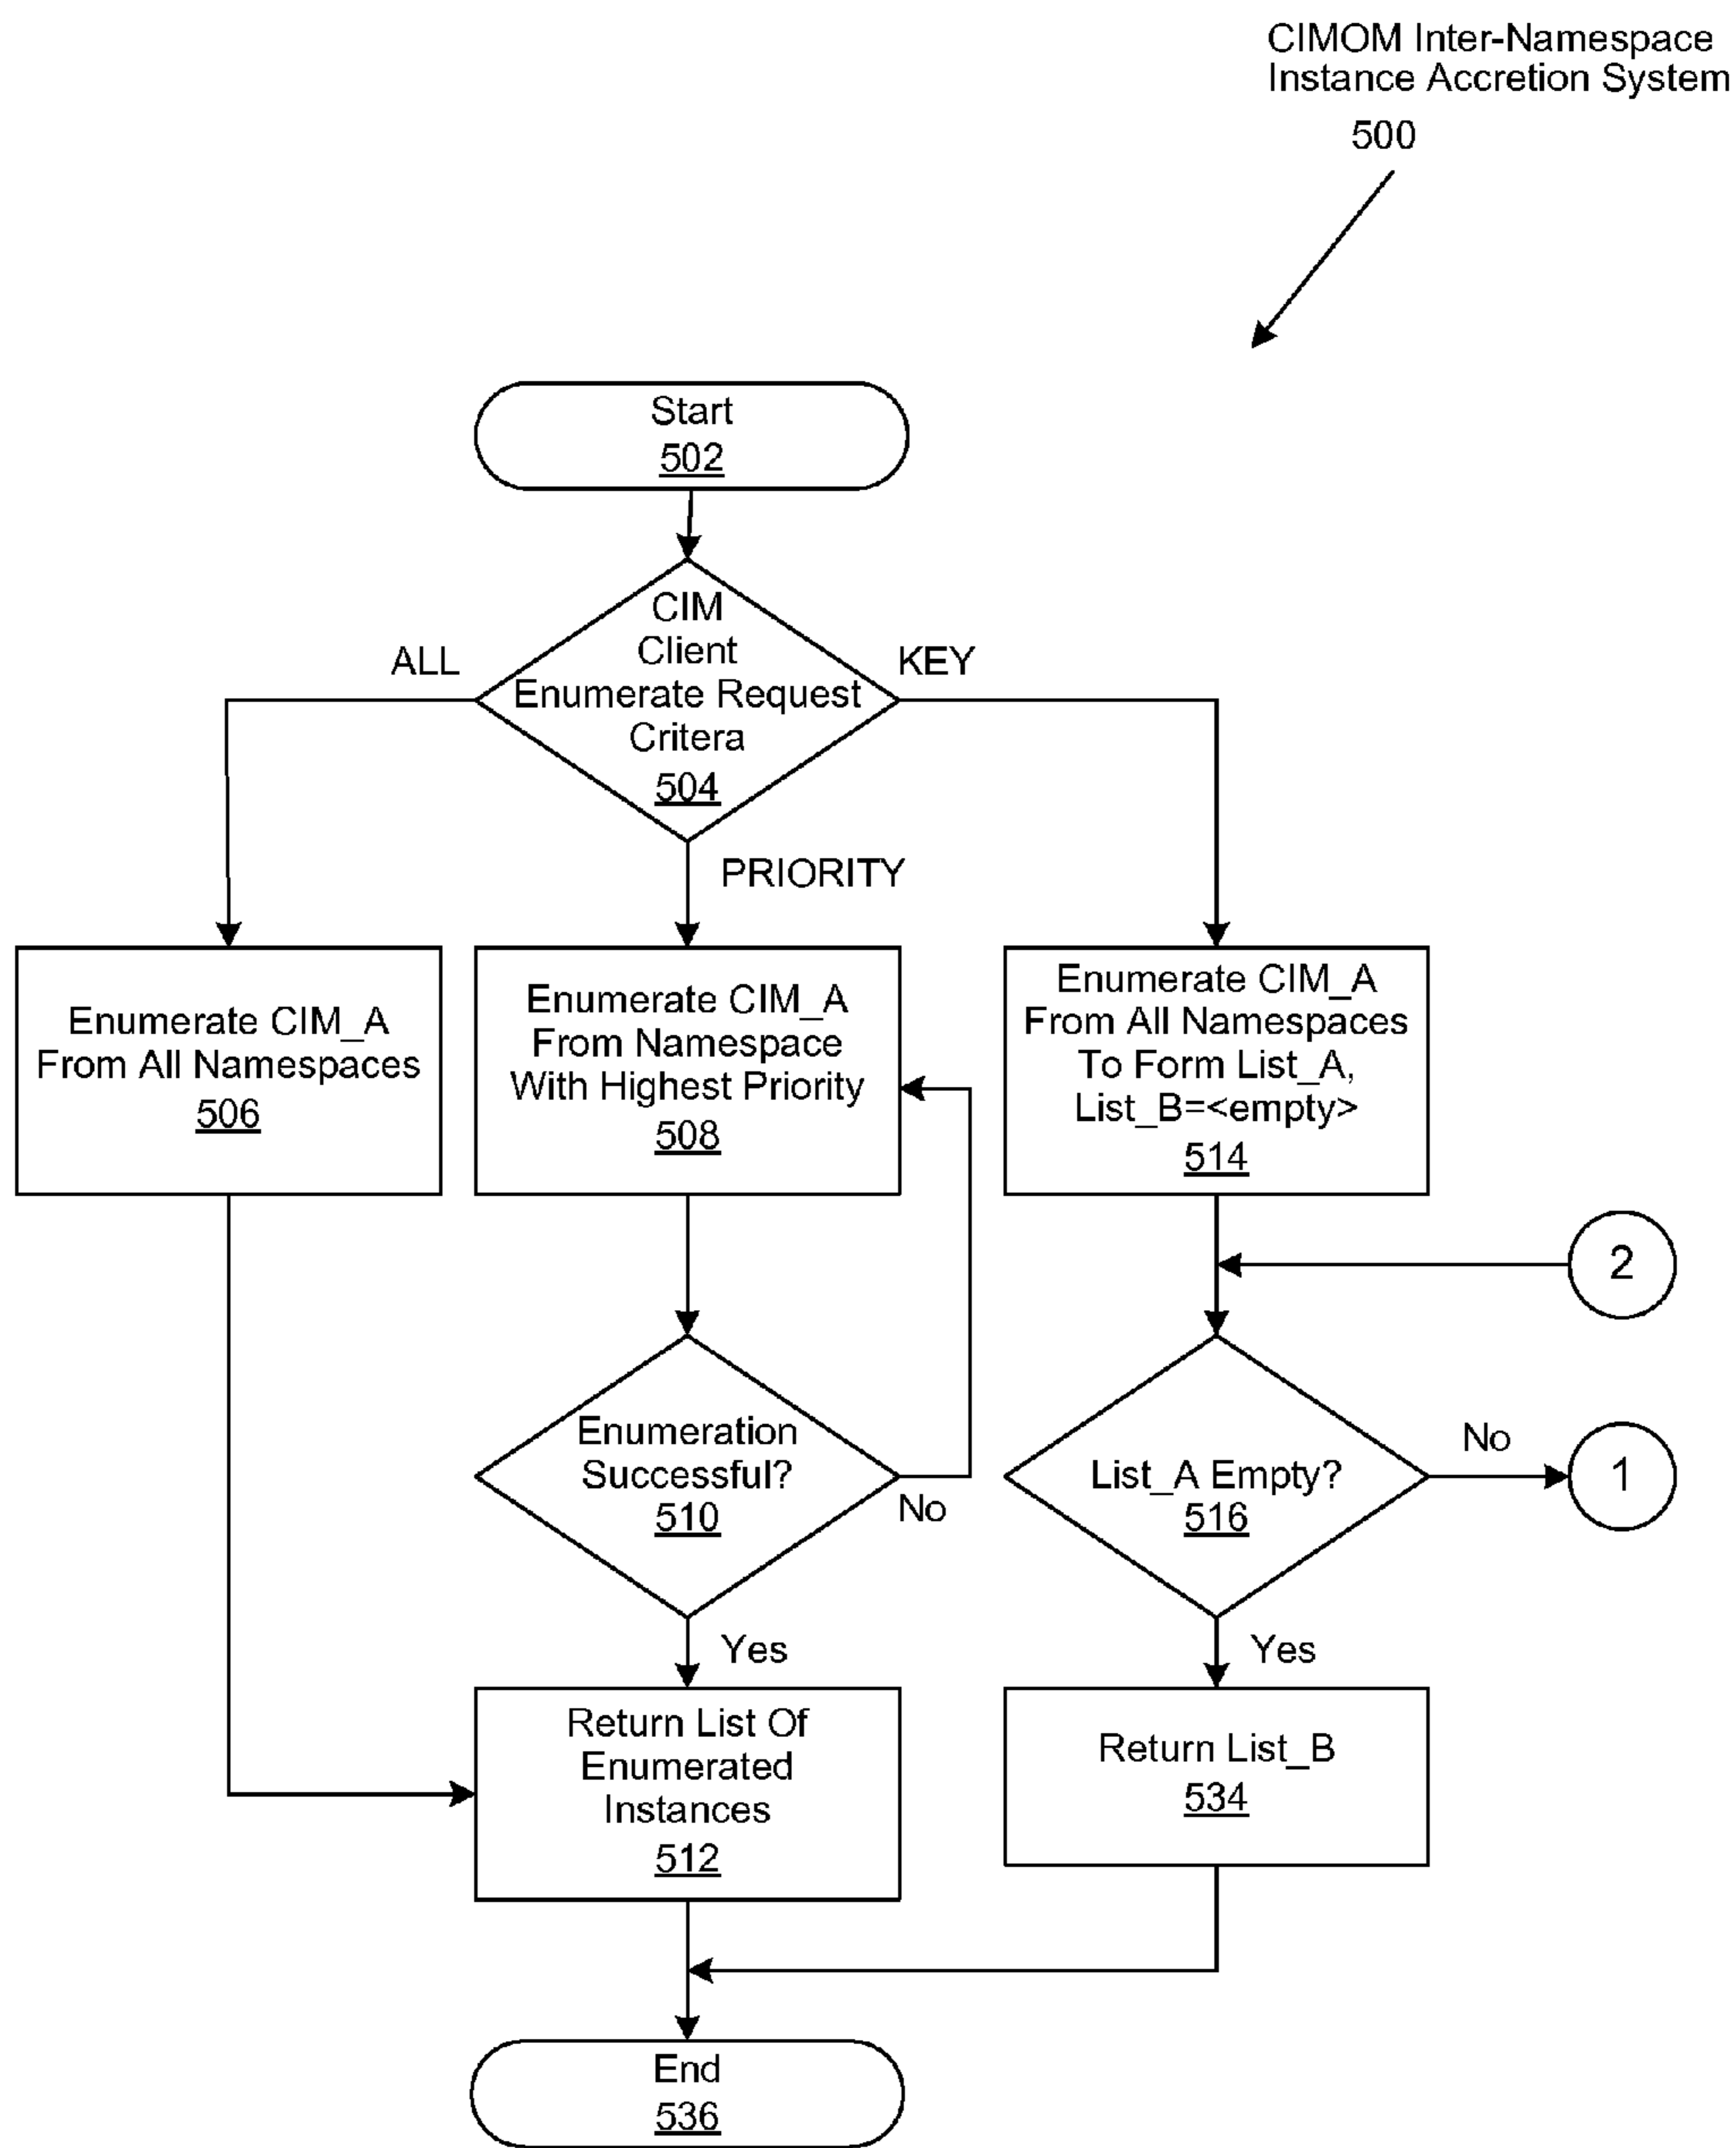 CIMOM Inter-Namespace
Instance Accretion System
500
Start
502
CIM
Client
Enumerate Request
Critera
504
ALL
KEY
PRIORITY
Enumerate CIM_A
From All Namespaces
506
Enumerate CIM_A
From Namespace
With Highest Priority
508
Enumerate CIM_A
From All Namespaces
To Form List_A,
List_B=<empty>
514
2
Enumeration
Successful?
510
No
List_A Empty?
516
No
1
Yes
Yes
Return List Of
Enumerated
Instances
512
Return List_B
534
End
536